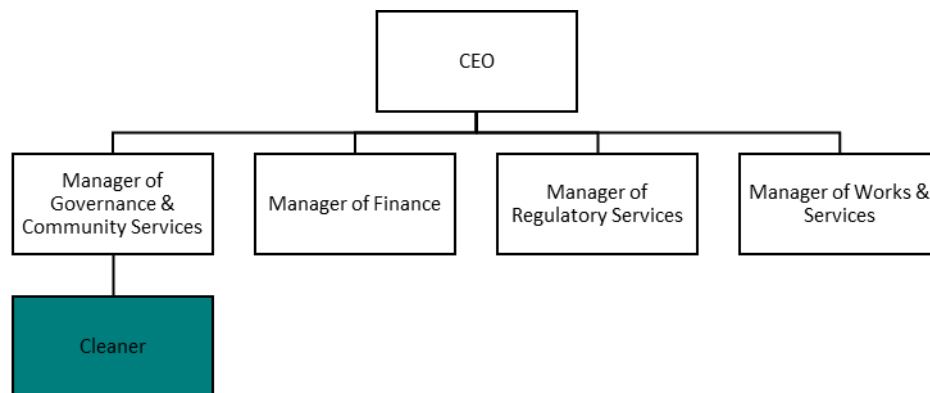 CEO
Manager of
Governance &
Community Services
Manager of Finance
Manager of
Regulatory Services
Manager of Works &
Services
Cleaner